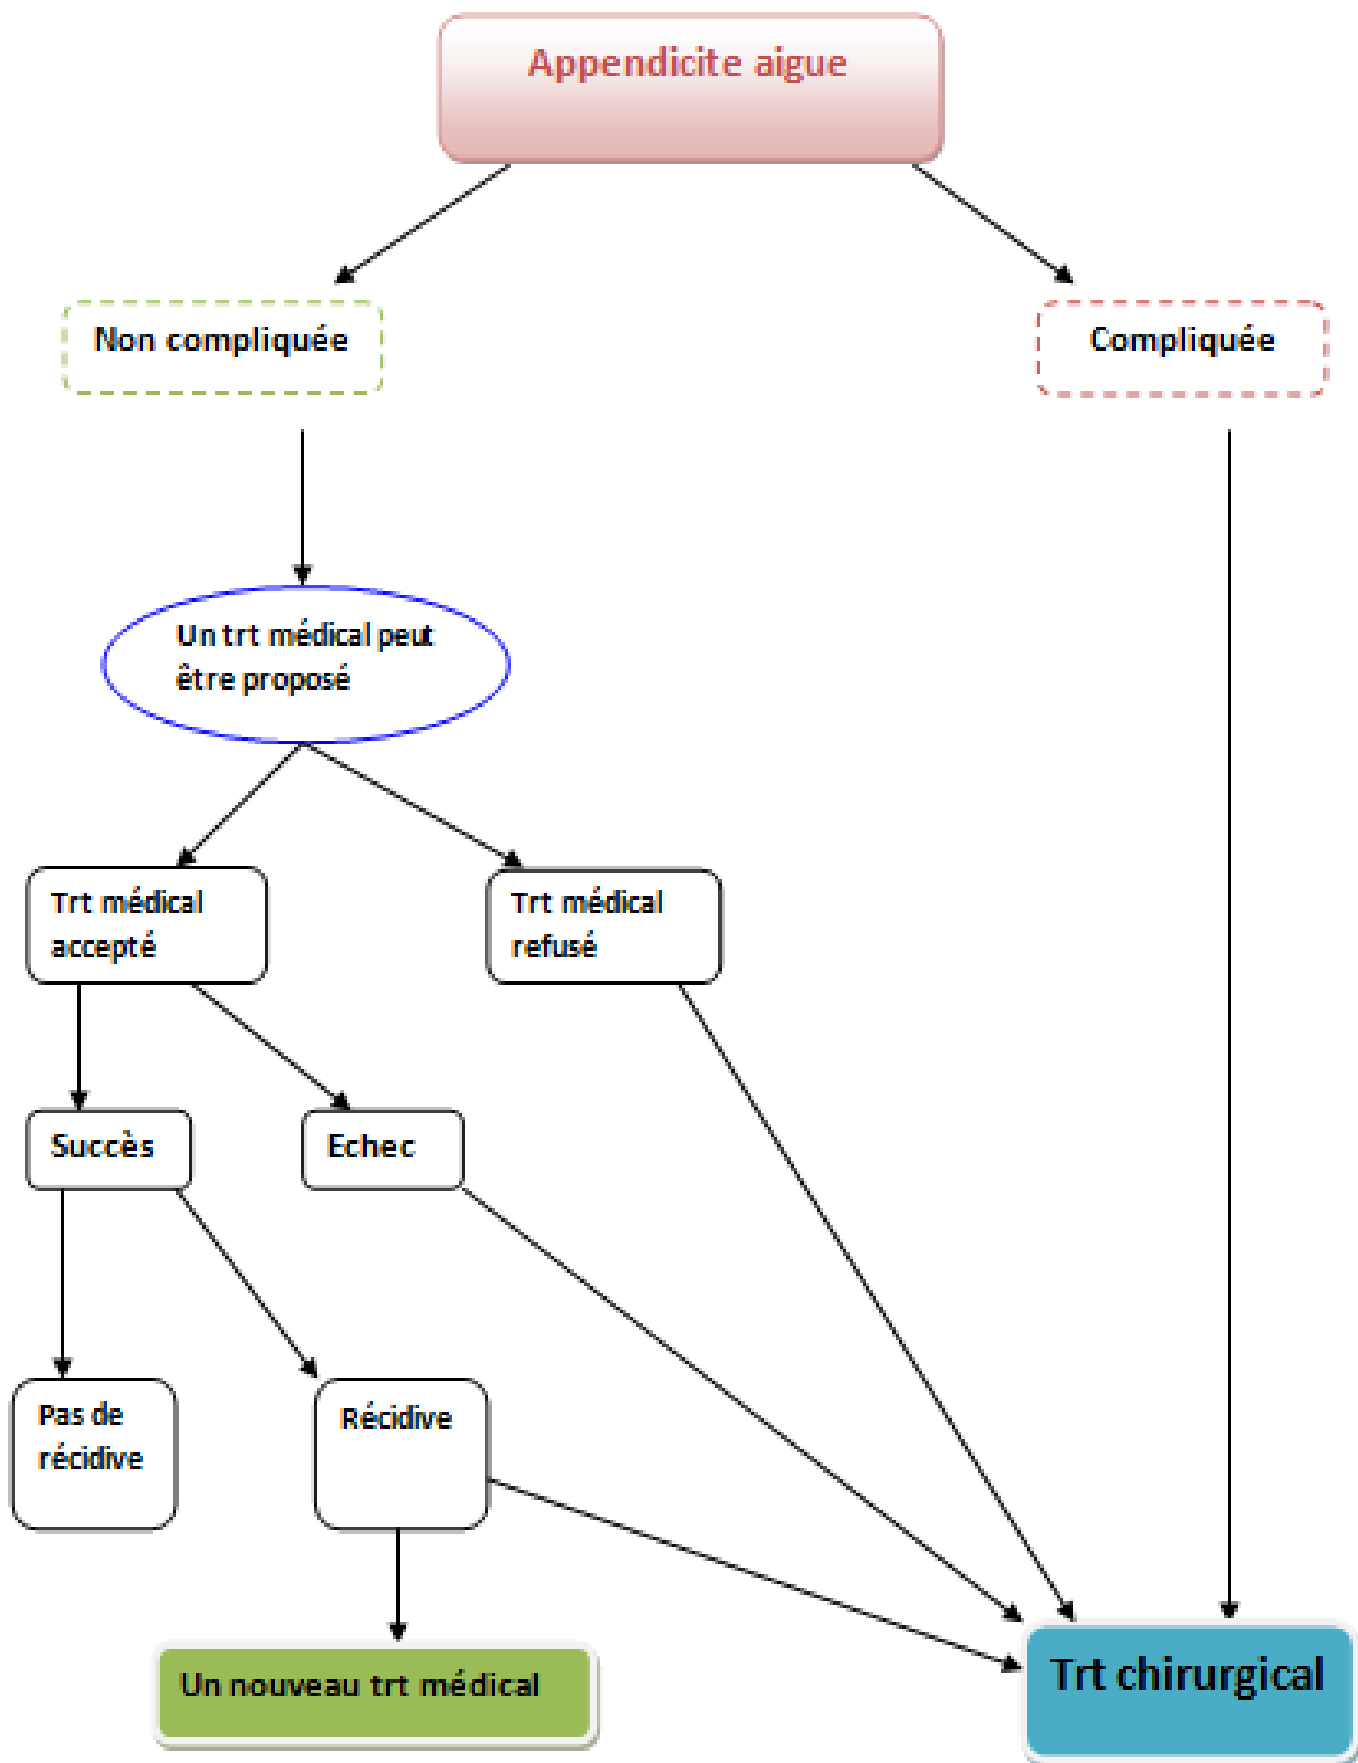 Appendicite aigue
Non compliquée
Compliquée
Un trt médical peut
être proposé
Trt médical
accepté
Trt médical
refusé
Succès
Echec
Pas de
récidive
Récidive
Un nouveau trt médical
Trt chirurgical